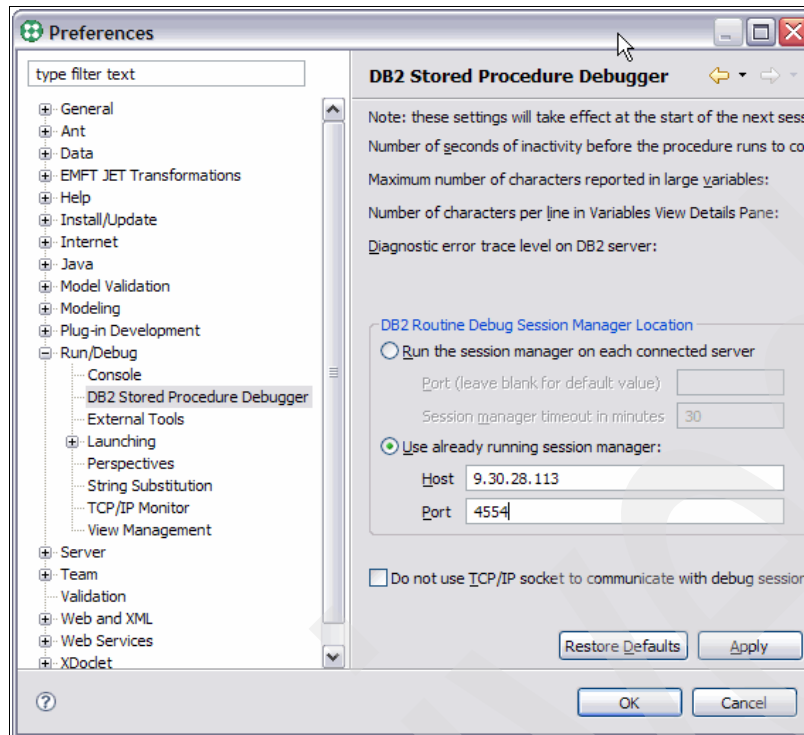 Preferences
type filter text
General
Ant
Data
EMFT JET Transformations
Help
Install/Update
Internet
Java
Model Validation
Modeling
Plug-in Development
Run/Debug
Console
DB2 Stored Procedure Debugger
External Tools
Launching
Perspectives
String Substitution
TCP/IP Monitor
View Management
Server
Team
Validation
Web and XML
Web Services
XDoclet
DB2 Stored Procedure Debugger
Note: these settings will take effect at the start of the next sess
Number of seconds of inactivity before the procedure runs to co
Maximum number of characters reported in large variables:
Number of characters per line in Variables View Details Pane:
Diagnostic error trace level on DB2 server:
DB2 Routine Debug Session Manager Location
Run the session manager on each connected server
Port (leave blank for default value)
Session manager timeout in minutes 30
Use already running session manager:
Host 9.30.28.113
Port 4554
Do not use TCP/IP socket to communicate with debug session
Restore Defaults Apply
? OK Cancel